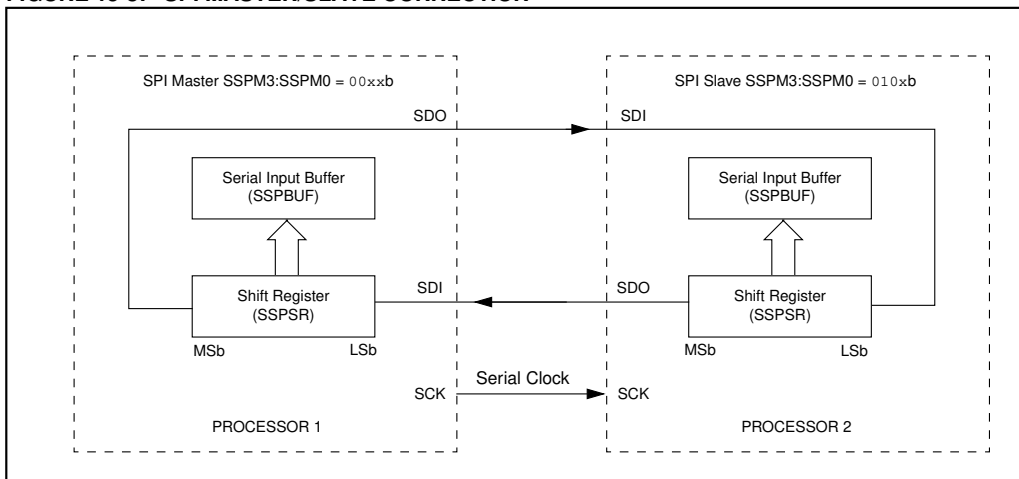 SPI Master SSPM3:SSPM0 = 00xxb
SPI Slave SSPM3:SSPM0 = 010xb
SDO
SDI
Serial Input Buffer
(SSPBUF)
Serial Input Buffer
(SSPBUF)
Shift Register
(SSPSR)
SDI
SDO
Shift Register
(SSPSR)
MSb
LSb
MSb
LSb
SCK
Serial Clock
SCK
PROCESSOR 1
PROCESSOR 2